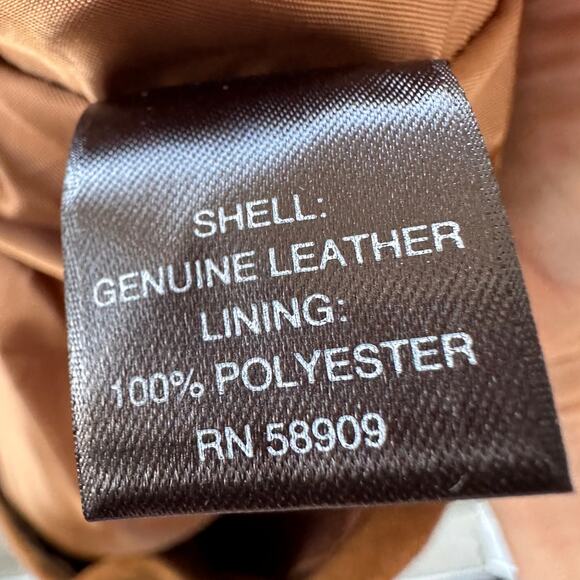 SHELL:
GENUINE LEATHER
LINING:
100% POLYESTER
RN 58909